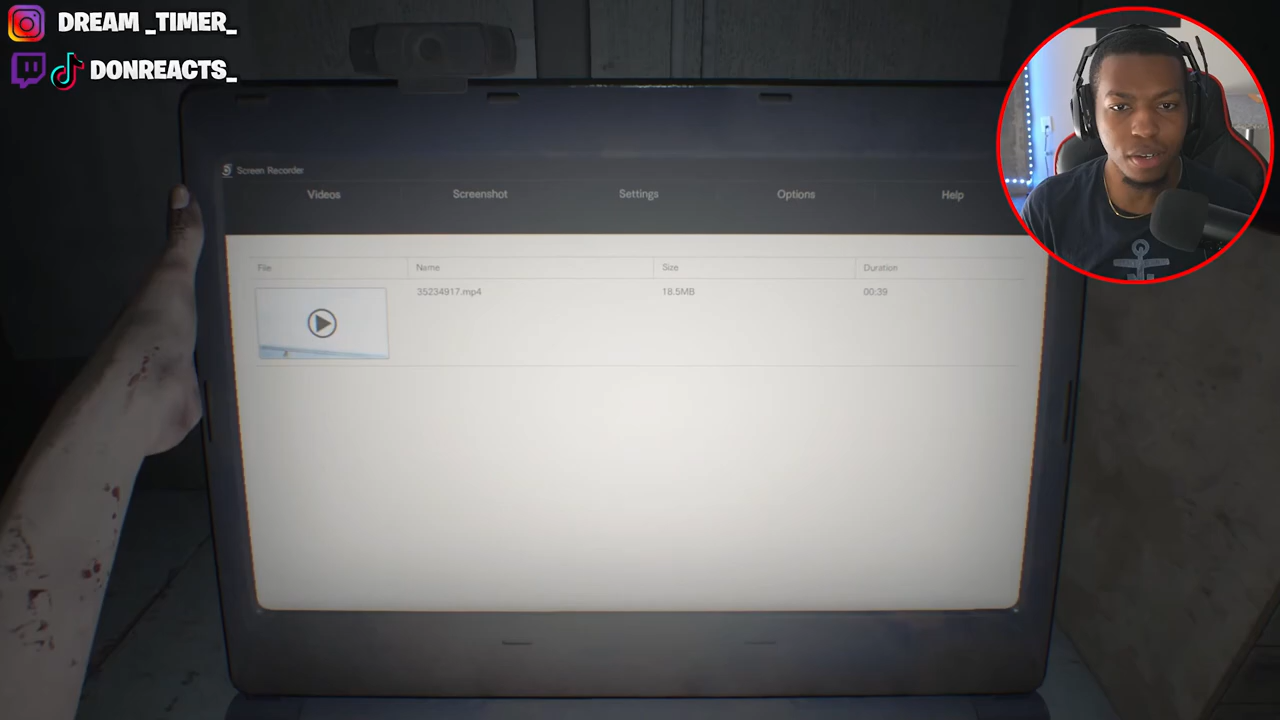 DREAM_TIMER_
DONREACTS_
Screen Recorder
Videos Screenshot Settings Options Help
File Name Size Duration
35234917.mp4 18.5MB 00:39